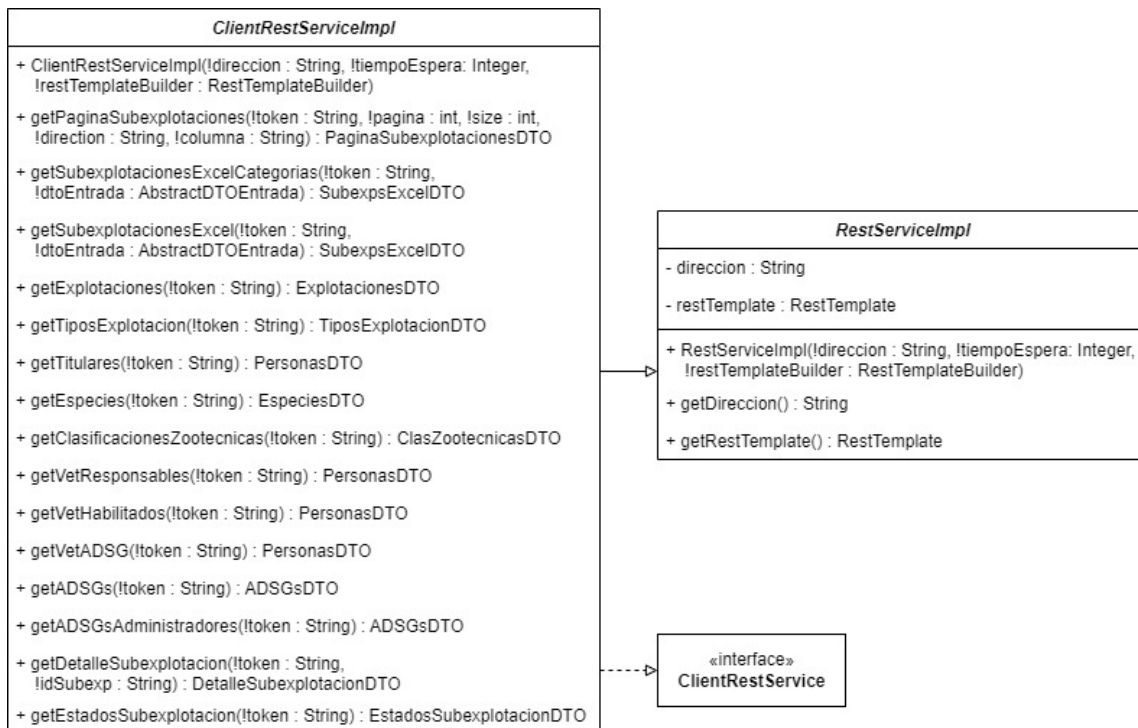 ClientRestServiceImpl
+ ClientRestServiceImpl(!direccion : String, !tiempoEspera: Integer,
!restTemplateBuilder : RestTemplateBuilder)
+ getPaginaSubexplotaciones(!token : String, !pagina : int, !size : int,
!direction : String, !columna : String) : PaginaSubexplotacionesDTO
+ getSubexplotacionesExcelCategorias(!token : String,
!dtoEntrada : AbstractDTOEntrada) : SubexpsExcelDTO
+ getSubexplotacionesExcel(!token : String,
!dtoEntrada : AbstractDTOEntrada) : SubexpsExcelDTO
+ getExplotaciones(!token : String) : ExplotacionesDTO
+ getTiposExplotacion(!token : String) : TiposExplotacionDTO
+ getTitulares(!token : String) : PersonasDTO
+ getEspecies(!token : String) : EspeciesDTO
+ getClasificacionesZootecnicas(!token : String) : ClasZootecnicasDTO
+ getVetResponsables(!token : String) : PersonasDTO
+ getVetHabilitados(!token : String) : PersonasDTO
+ getVetADSG(!token : String) : PersonasDTO
+ getADSGs(!token : String) : ADSGsDTO
+ getADSGsAdministradores(!token : String) : ADSGsDTO
+ getDetalleSubexplotacion(!token : String,
!idSubexp : String) : DetalleSubexplotacionDTO
+ getEstadosSubexplotacion(!token : String) : EstadosSubexplotacionDTO
RestServiceImpl
- direccion : String
- restTemplate : RestTemplate
+ RestServiceImpl(!direccion : String, !tiempoEspera: Integer,
!restTemplateBuilder : RestTemplateBuilder)
+ getDireccion() : String
+ getRestTemplate() : RestTemplate
«interface»
ClientRestService